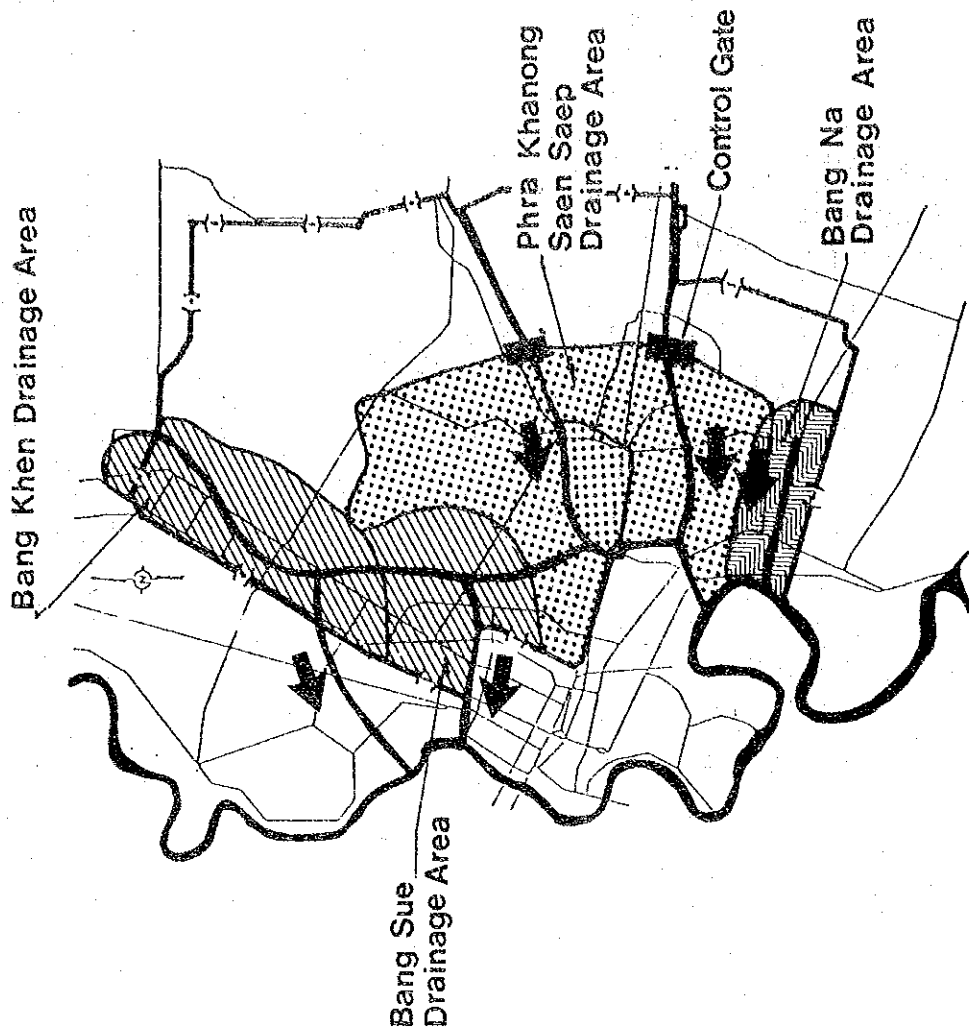 Bang Khen Drainage Area
Phra Khanong
Saen Saep
Drainage Area
Control Gate
Bang Na
Drainage Area
Bang Sue
Drainage Area
N